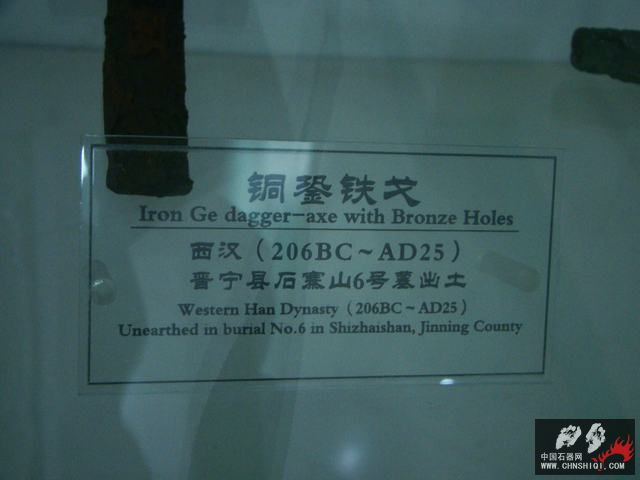 铜銎铁戈
Iron Ge dagger-axe with Bronze Holes
西汉（206BC～AD25）
晋宁县石寨山6号墓出土
Western Han Dynasty（206BC～AD25）
Unearthed in burial No.6 in Shizhaishan, Jinning County
中国石器网
WWW.CHNSHIQI.COM